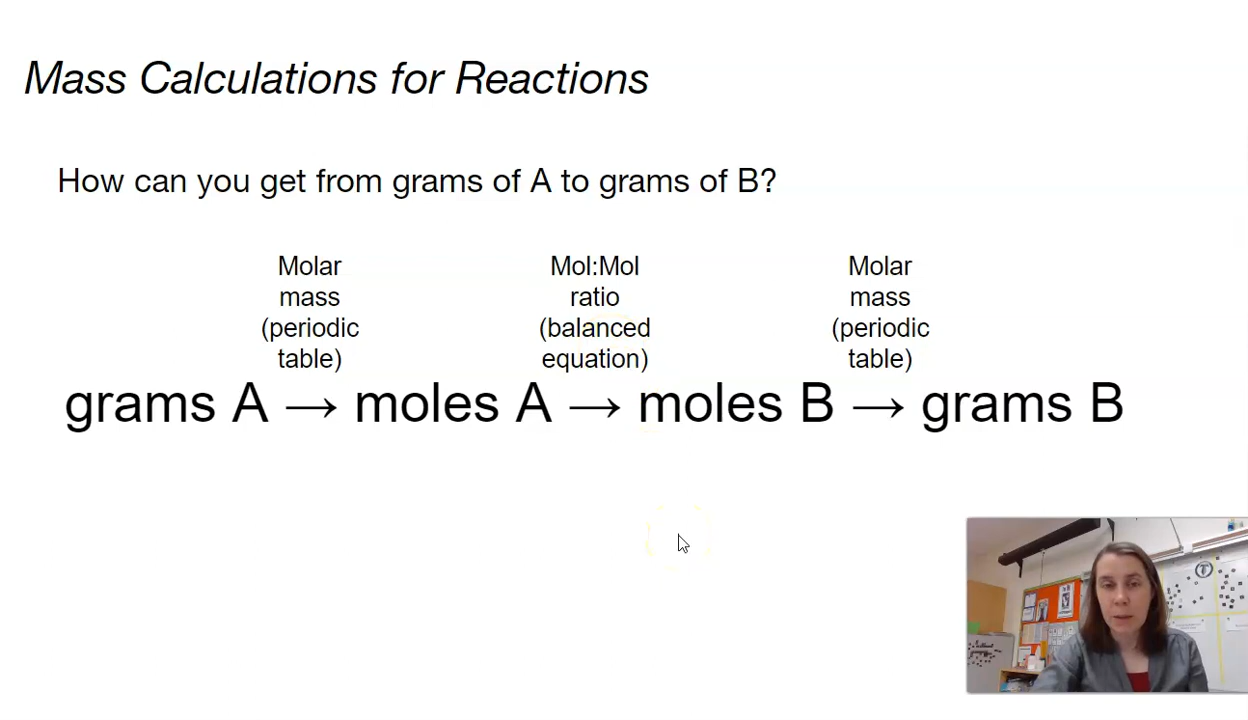 Mass Calculations for Reactions
How can you get from grams of A to grams of B?
Molar
mass
(periodic
table)
Mol:Mol
ratio
(balanced
equation)
Molar
mass
(periodic
table)
grams A → moles A → moles B → grams B